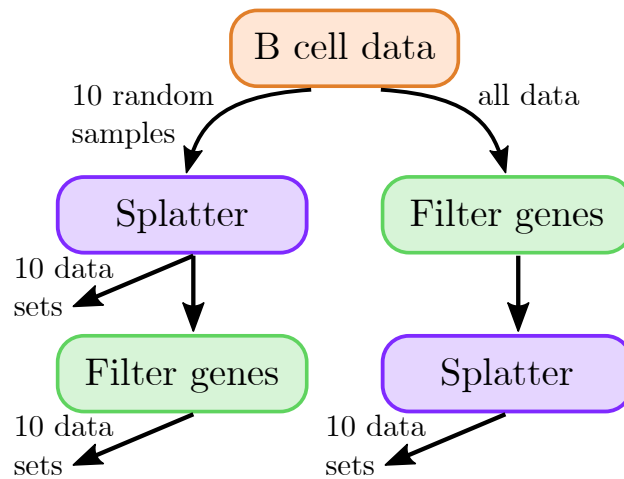 B cell data
10 random
samples
all data
Splatter
Filter genes
10 data
sets
Filter genes
Splatter
10 data
sets
10 data
sets